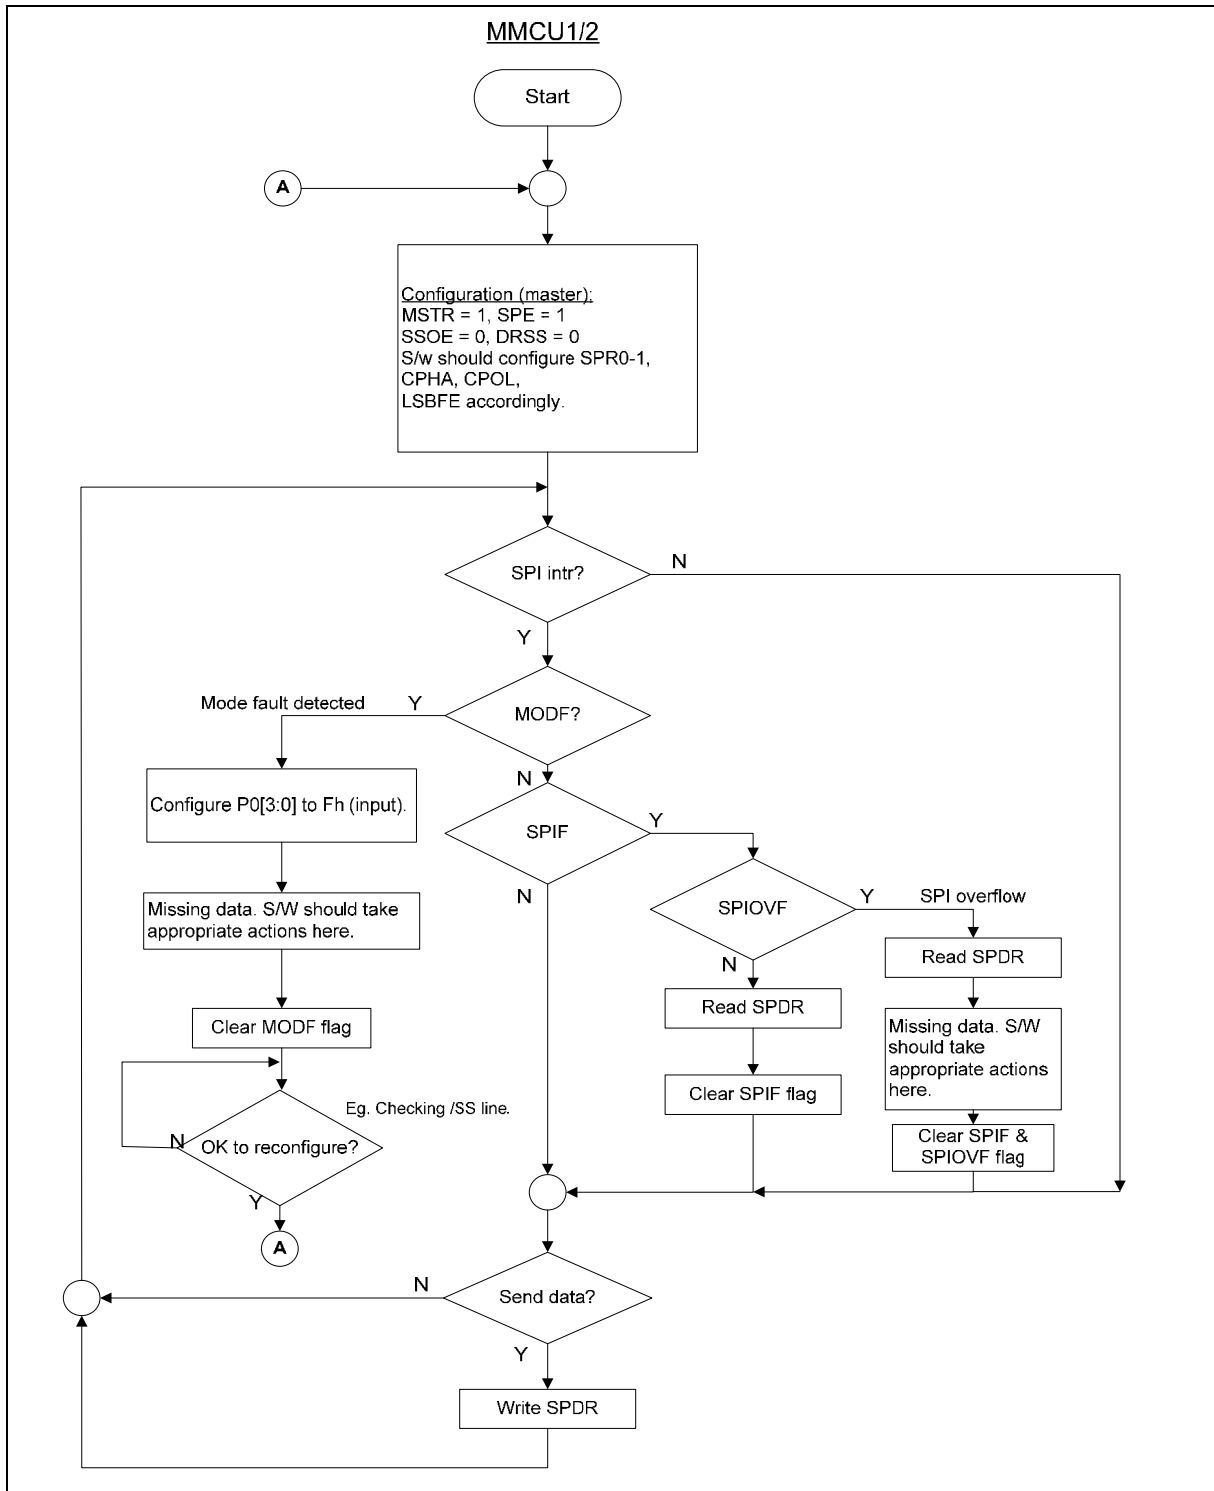 MMCU1/2
Start
A
Configuration (master):
MSTR = 1, SPE = 1
SSOE = 0, DRSS = 0
S/w should configure SPR0-1,
CPHA, CPOL,
LSBFE accordingly.
SPI intr?
N
Y
Mode fault detected
Y
MODF?
N
Configure P0[3:0] to Fh (input).
SPIF
Y
N
Missing data. S/W should take
appropriate actions here.
SPIOVF
Y
SPI overflow
N
Read SPDR
Read SPDR
Clear MODF flag
Missing data. S/W
should take
appropriate actions
here.
Clear SPIF flag
Eg. Checking /SS line.
OK to reconfigure?
N
Y
Clear SPIF &
SPIOVF flag
A
Send data?
N
Y
Write SPDR